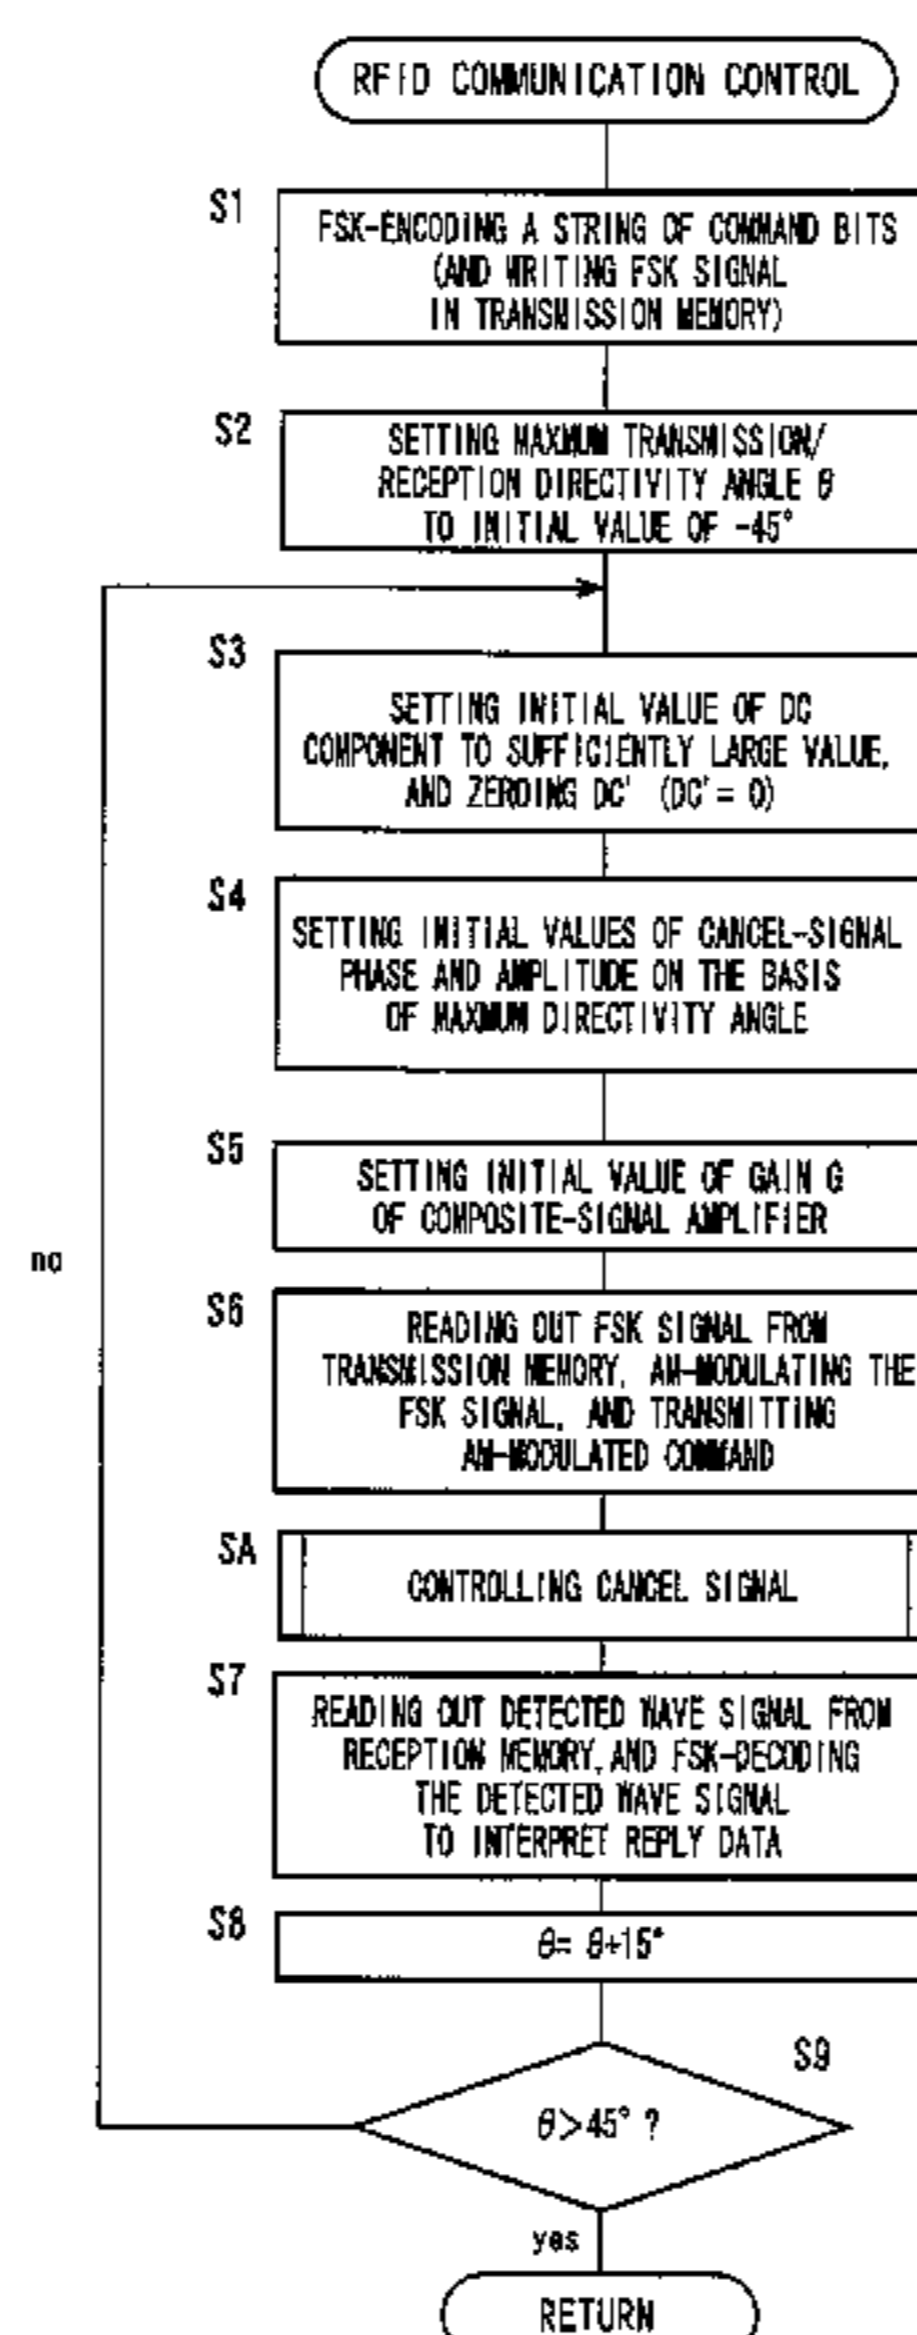 RFID COMMUNICATION CONTROL
S1
FSK-ENCODING A STRING OF COMMAND BITS
(AND WRITING FSK SIGNAL
IN TRANSMISSION MEMORY)
S2
SETTING MAXMUM TRANSMISSION/
RECEPTION DIRECTIVITY ANGLE θ
TO INITIAL VALUE OF -45°
S3
SETTING INITIAL VALUE OF DC
COMPONENT TO SUFFICIENTLY LARGE VALUE,
AND ZEROING DC' (DC'= 0)
S4
SETTING INITIAL VALUES OF CANCEL-SIGNAL
PHASE AND AMPLITUDE ON THE BASIS
OF MAXMUM DIRECTIVITY ANGLE
S5
SETTING INITIAL VALUE OF GAIN G
OF COMPOSITE-SIGNAL AMPLIFIER
no
S6
READING OUT FSK SIGNAL FROM
TRANSMISSION MEMORY, AM-MODULATING THE
FSK SIGNAL, AND TRANSMITTING
AM-MODULATED COMMAND
SA
CONTROLLING CANCEL SIGNAL
S7
READING OUT DETECTED WAVE SIGNAL FROM
RECEPTION MEMORY, AND FSK-DECODING
THE DETECTED WAVE SIGNAL
TO INTERPRET REPLY DATA
S8
θ= θ+15°
S9
θ>45° ?
yes
RETURN